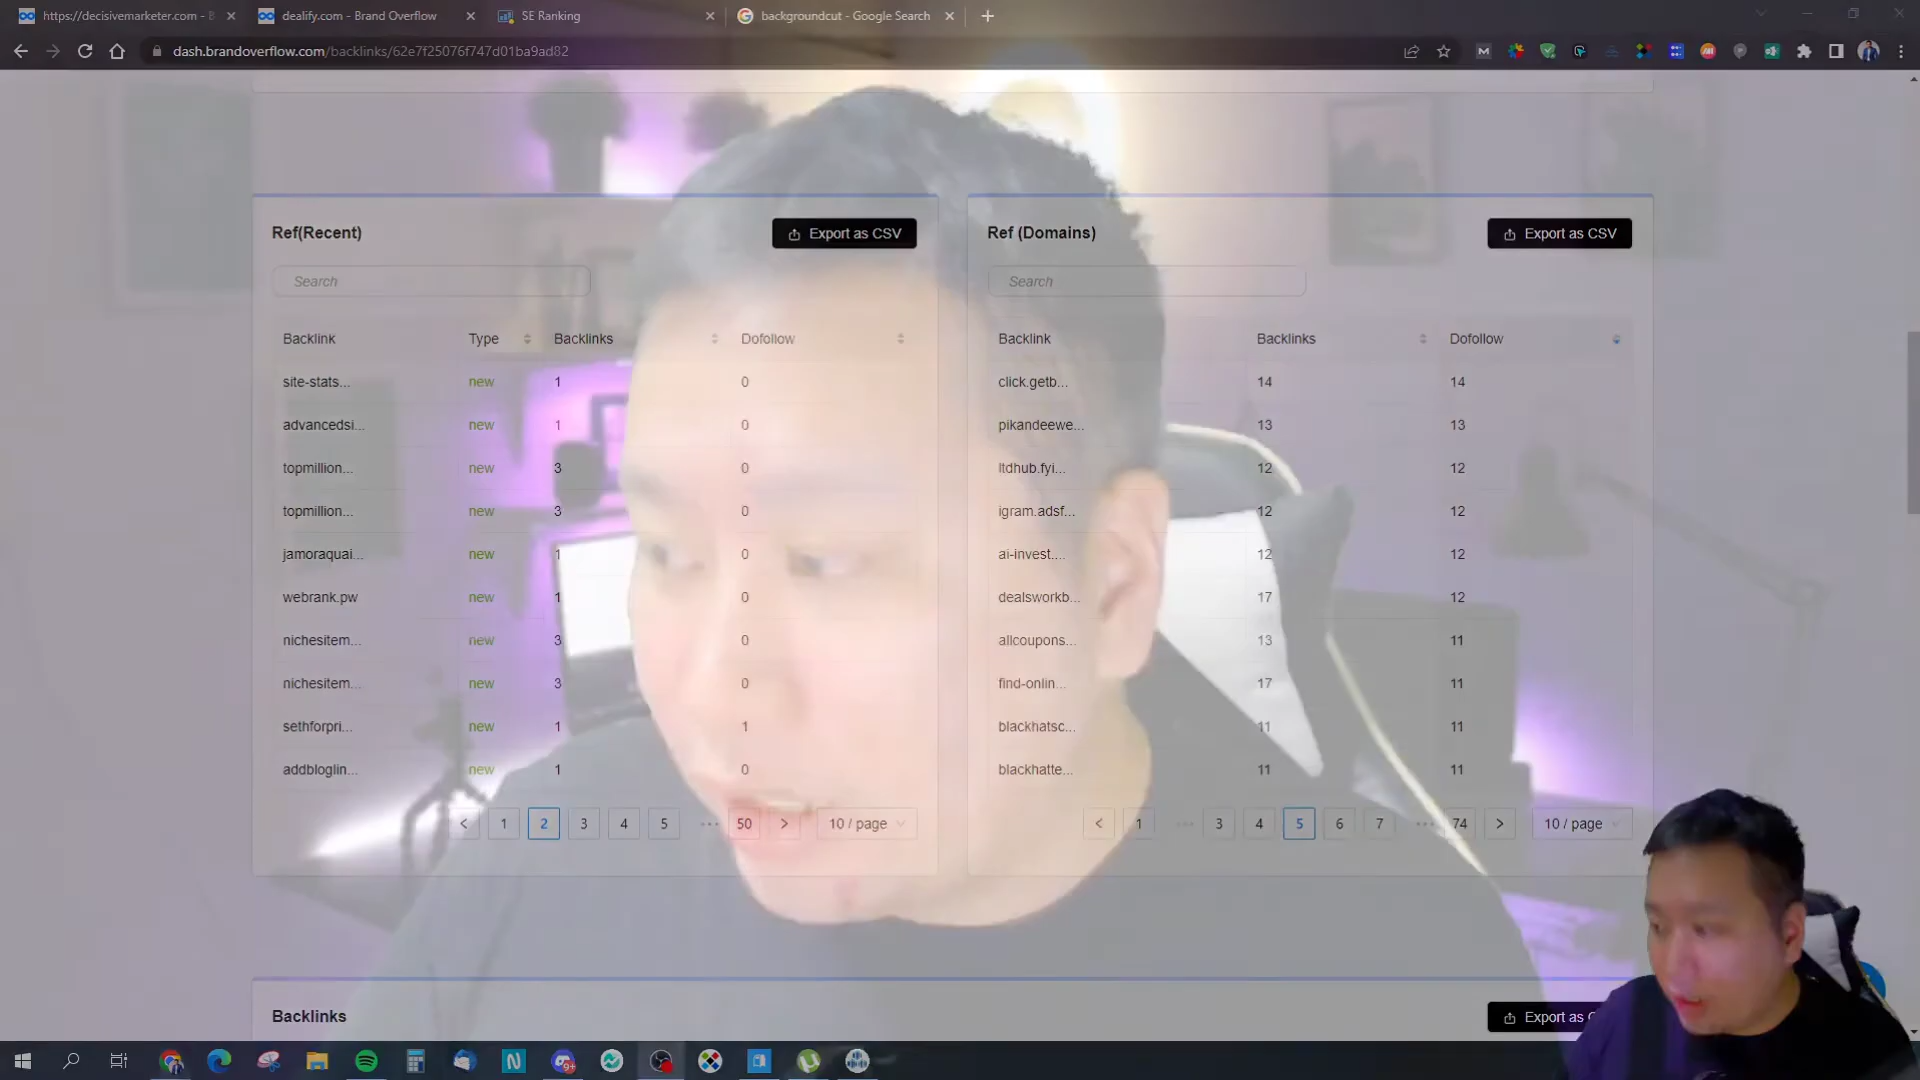 https://decisivemarketer.com - B
dealify.com - Brand Overflow
SE Ranking
backgroundcut - Google Search
dash.brandoverflow.com/backlinks/62e7f25076f747d01ba9ad82
Ref(Recent)
Export as CSV
Search
Backlink Type Backlinks Dofollow
site-stats... new 1 0
advancedsi... new 1 0
topmillion... new 3 0
topmillion... new 3 0
jamoraquai... new 1 0
webrank.pw new 1 0
nichesitem... new 3 0
nichesitem... new 3 0
sethforpri... new 1 1
addbloglin... new 1 0
< 1 2 3 4 5 ••• 50 > 10 / page
Ref (Domains)
Export as CSV
Search
Backlink Backlinks Dofollow
click.getb... 14 14
pikandeewe... 13 13
ltdhub.fyi... 12 12
igram.adsf... 12 12
ai-invest.... 12 12
dealsworkb... 17 12
allcoupons... 13 11
find-onlin... 17 11
blackhatsc... 11 11
blackhatte... 11 11
< 1 ••• 3 4 5 6 7 ••• 74 > 10 / page
Backlinks
Export as C
9+